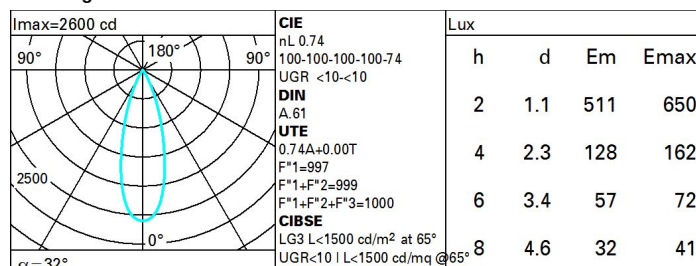 Imax=2600 cd
90° 180° 90°
2500
0°
α=32°
CIE
nL 0.74
100-100-100-100-74
UGR <10-<10
DIN
A.61
UTE
0.74A+0.00T
F"1=997
F"1+F"2=999
F"1+F"2+F"3=1000
CIBSE
LG3 L<1500 cd/m² at 65°
UGR<10 | L<1500 cd/mq @65°
Lux
h d Em Emax
2 1.1 511 650
4 2.3 128 162
6 3.4 57 72
8 4.6 32 41